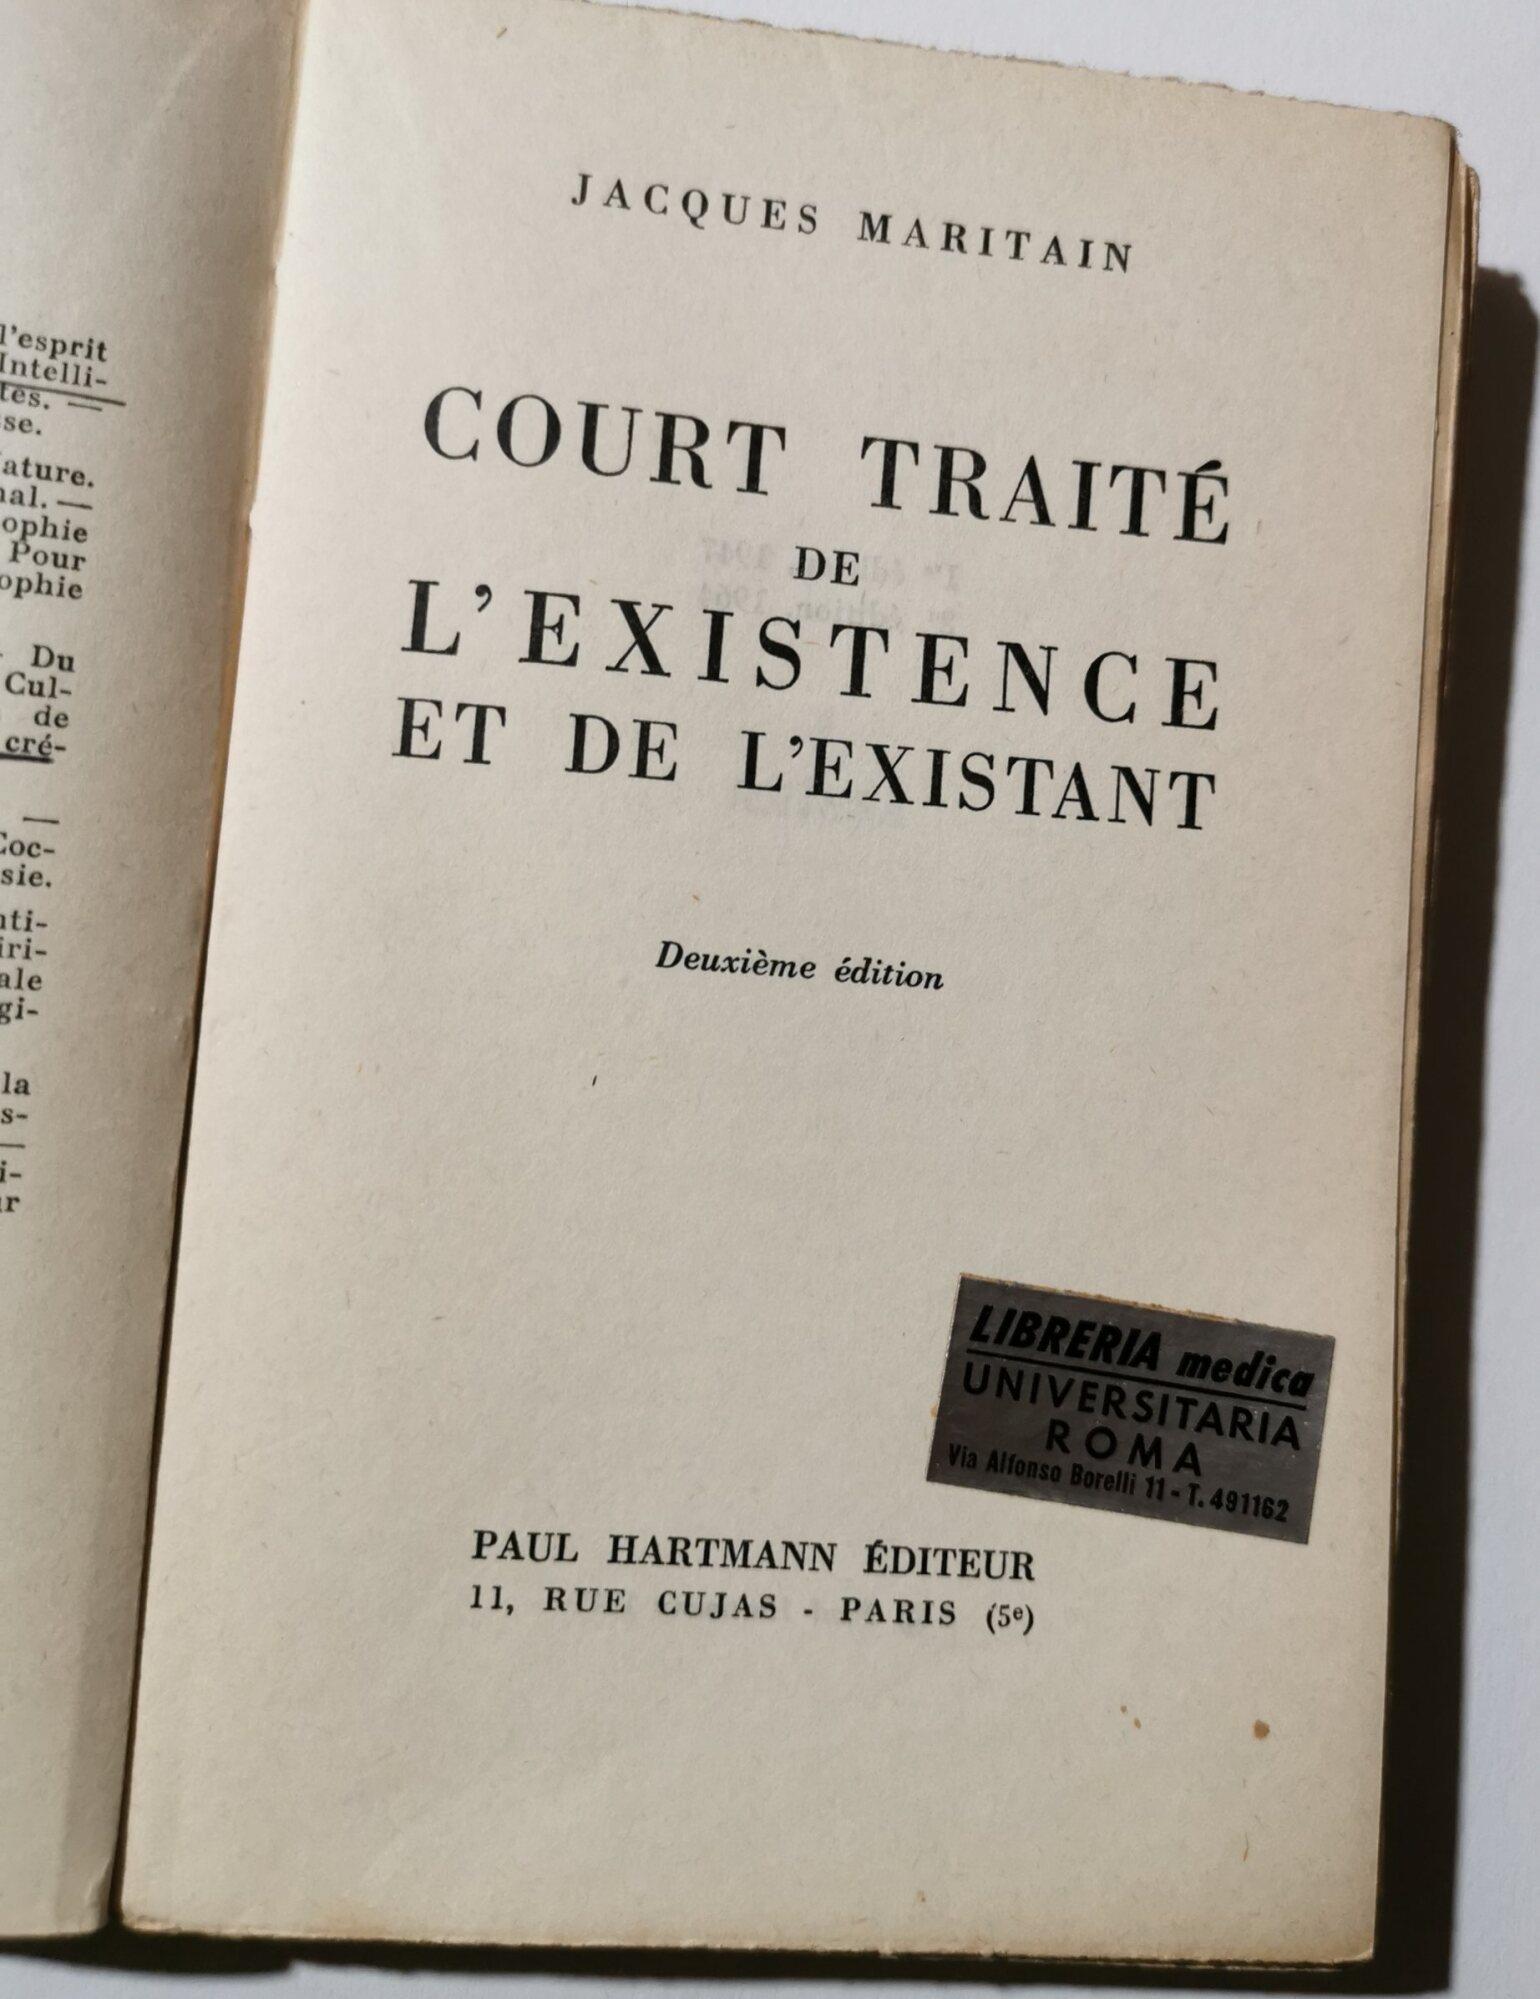 l'esprit
Intelli-
tés. —
se.
ature.
nal. —
ophie
Pour
ophie
Du
Cul-
de
cré-
—
Coc-
sie.
nti-
iri-
ale
gi-
la
s-
—
i-
ur
JACQUES MARITAIN
COURT TRAITÉ
DE
L'EXISTENCE
ET DE L'EXISTANT
Deuxième édition
LIBRERIA medica
UNIVERSITARIA
ROMA
Via Alfonso Borelli 11 - T. 491162
PAUL HARTMANN ÉDITEUR
11, RUE CUJAS - PARIS (5e)